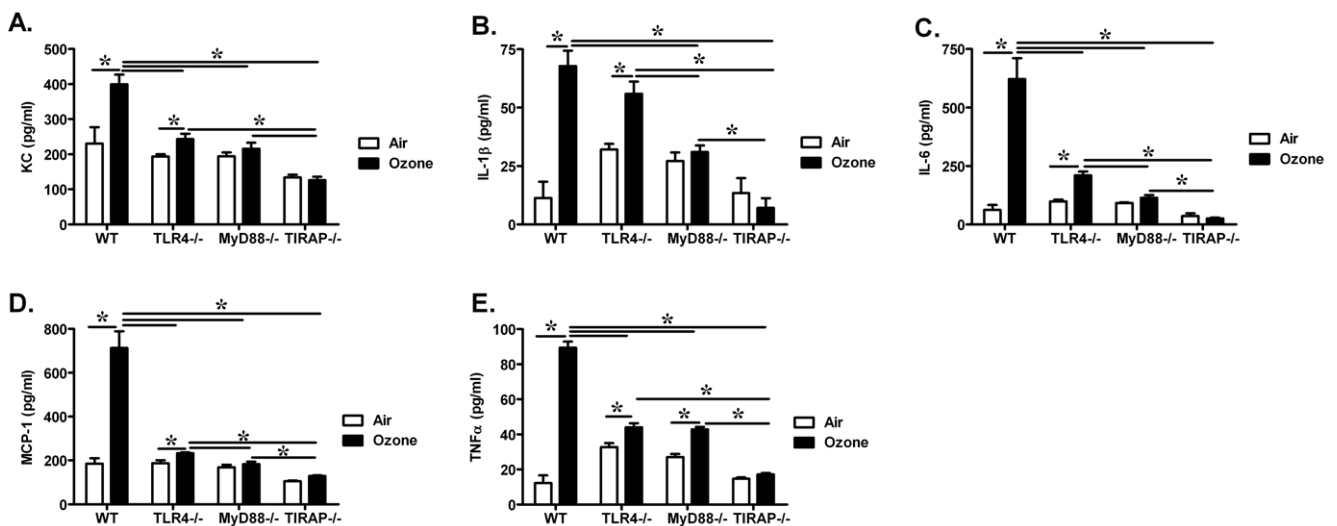 A.
KC (pg/ml)
500
400
300
200
100
0
*
*
*
*
WT
TLR4-/-
MyD88-/-
TIRAP-/-
Air
Ozone
B.
IL-1β (pg/ml)
75
50
25
0
*
*
*
*
*
WT
TLR4-/-
MyD88-/-
TIRAP-/-
Air
Ozone
C.
IL-6 (pg/ml)
750
500
250
0
*
*
*
*
*
WT
TLR4-/-
MyD88-/-
TIRAP-/-
Air
Ozone
D.
MCP-1 (pg/ml)
800
600
400
200
0
*
*
*
*
*
WT
TLR4-/-
MyD88-/-
TIRAP-/-
Air
Ozone
E.
TNFα (pg/ml)
100
80
60
40
20
0
*
*
*
*
*
*
WT
TLR4-/-
MyD88-/-
TIRAP-/-
Air
Ozone